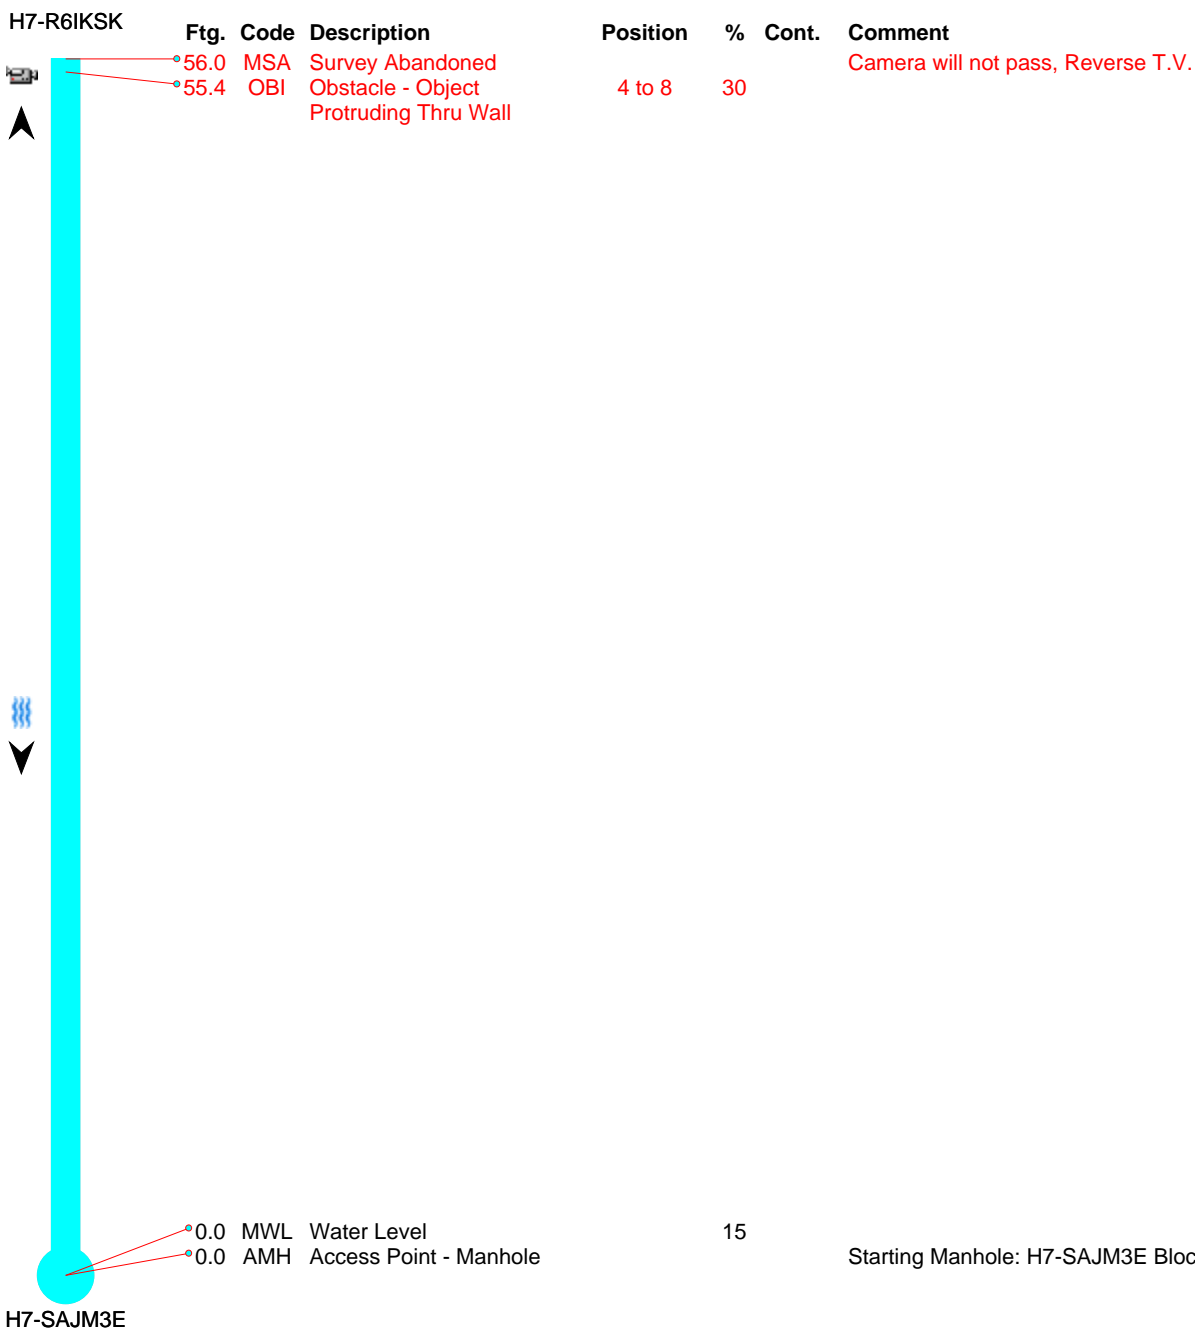 H7-R6IKSK
Ftg. Code Description Position % Cont. Comment
56.0 MSA Survey Abandoned Camera will not pass, Reverse T.V.
55.4 OBI Obstacle - Object 4 to 8 30
Protruding Thru Wall
0.0 MWL Water Level 15
0.0 AMH Access Point - Manhole Starting Manhole: H7-SAJM3E Bloc
H7-SAJM3E